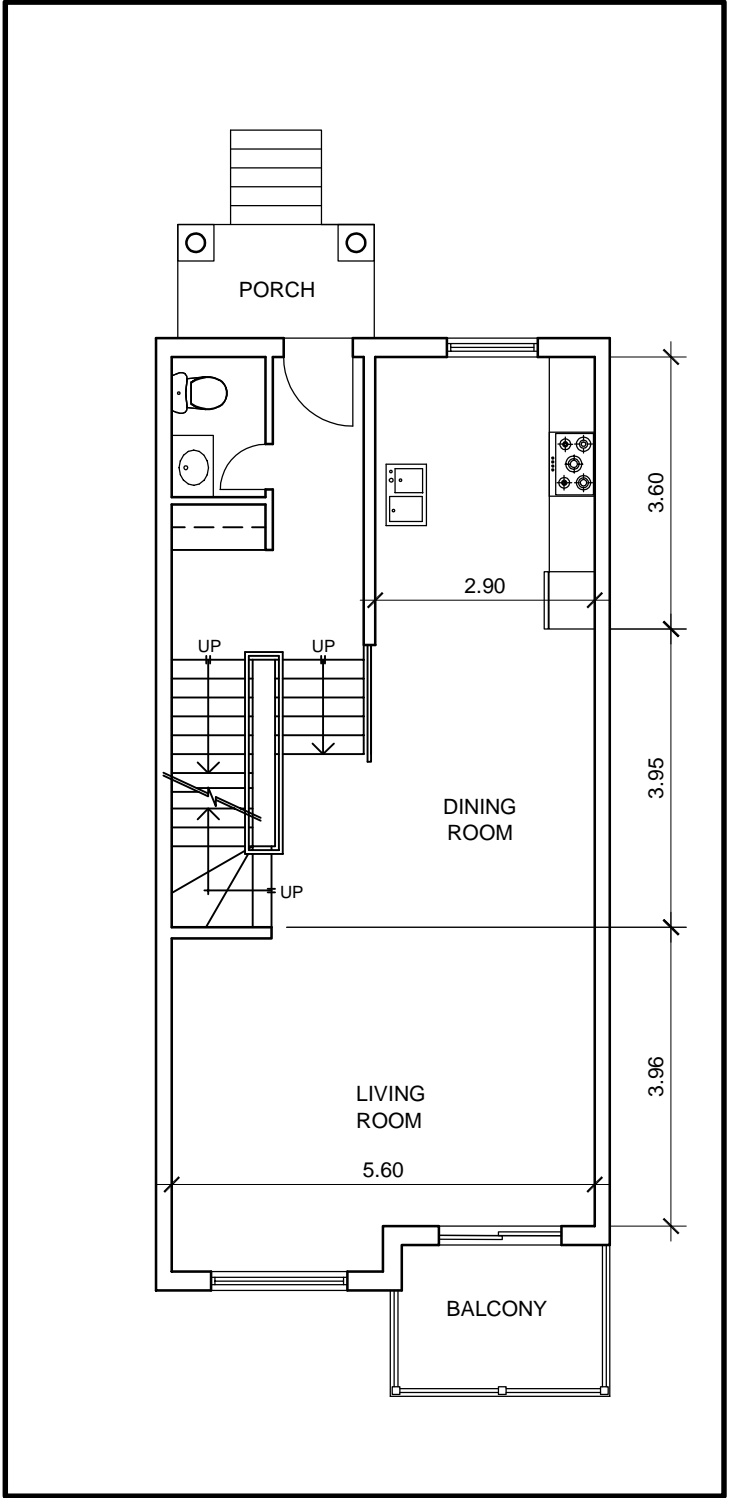 PORCH
3.60
2.90
UP
UP
3.95
DINING
ROOM
UP
3.96
LIVING
ROOM
5.60
BALCONY